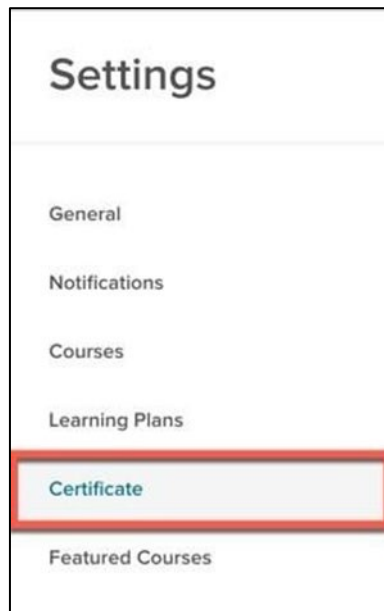 Settings
General
Notifications
Courses
Learning Plans
Certificate
Featured Courses